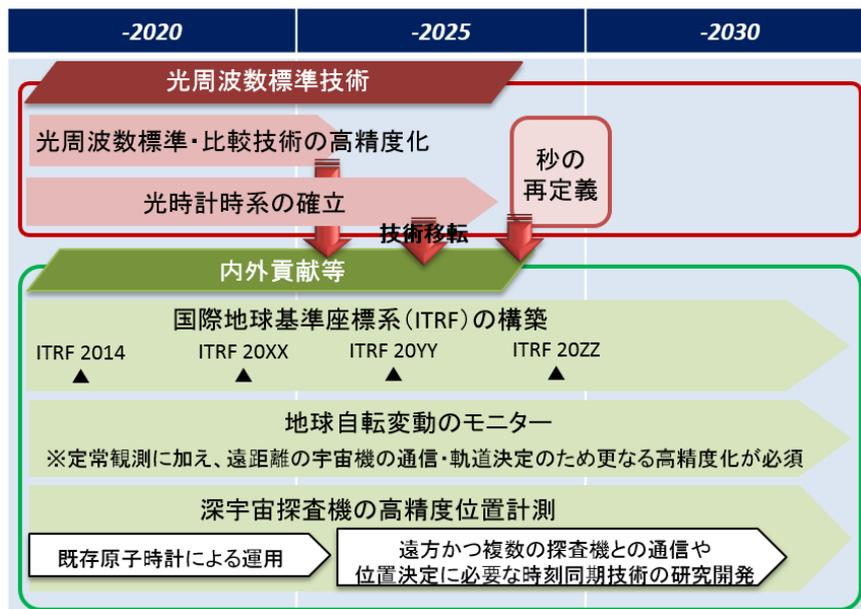 -2020
-2025
-2030
光周波数標準技術
光周波数標準・比較技術の高精度化
光時計時系の確立
秒の
再定義
技術移転
内外貢献等
国際地球基準座標系(ITRF)の構築
ITRF 2014
ITRF 20XX
ITRF 20YY
ITRF 20ZZ
地球自転変動のモニター
※定常観測に加え、遠距離の宇宙機の通信・軌道決定のため更なる高精度化が必須
深宇宙探査機の高精度位置計測
既存原子時計による運用
遠方かつ複数の探査機との通信や
位置決定に必要な時刻同期技術の研究開発